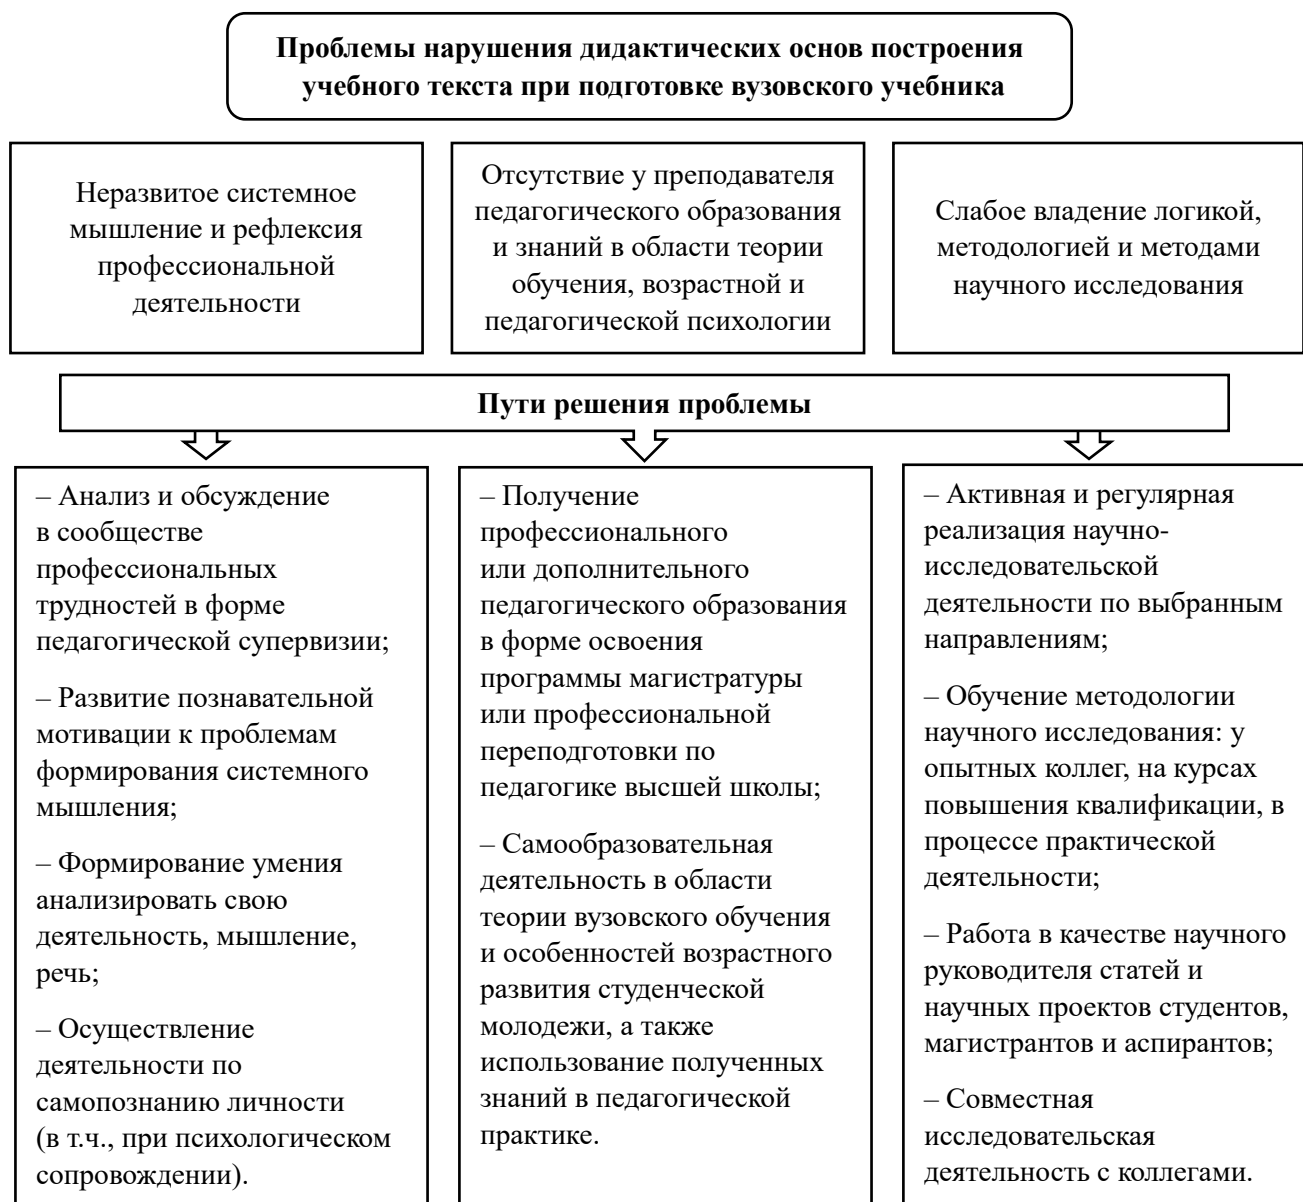 Проблемы нарушения дидактических основ построения
учебного текста при подготовке вузовского учебника
Неразвитое системное
мышление и рефлексия
профессиональной
деятельности
Отсутствие у преподавателя
педагогического образования
и знаний в области теории
обучения, возрастной и
педагогической психологии
Слабое владение логикой,
методологией и методами
научного исследования
Пути решения проблемы
– Анализ и обсуждение
в сообществе
профессиональных
трудностей в форме
педагогической супервизии;
– Развитие познавательной
мотивации к проблемам
формирования системного
мышления;
– Формирование умения
анализировать свою
деятельность, мышление,
речь;
– Осуществление
деятельности по
самопознанию личности
(в т.ч., при психологическом
сопровождении).
– Получение
профессионального
или дополнительного
педагогического образования
в форме освоения
программы магистратуры
или профессиональной
переподготовки по
педагогике высшей школы;
– Самообразовательная
деятельность в области
теории вузовского обучения
и особенностей возрастного
развития студенческой
молодежи, а также
использование полученных
знаний в педагогической
практике.
– Активная и регулярная
реализация научно-
исследовательской
деятельности по выбранным
направлениям;
– Обучение методологии
научного исследования: у
опытных коллег, на курсах
повышения квалификации, в
процессе практической
деятельности;
– Работа в качестве научного
руководителя статей и
научных проектов студентов,
магистрантов и аспирантов;
– Совместная
исследовательская
деятельность с коллегами.